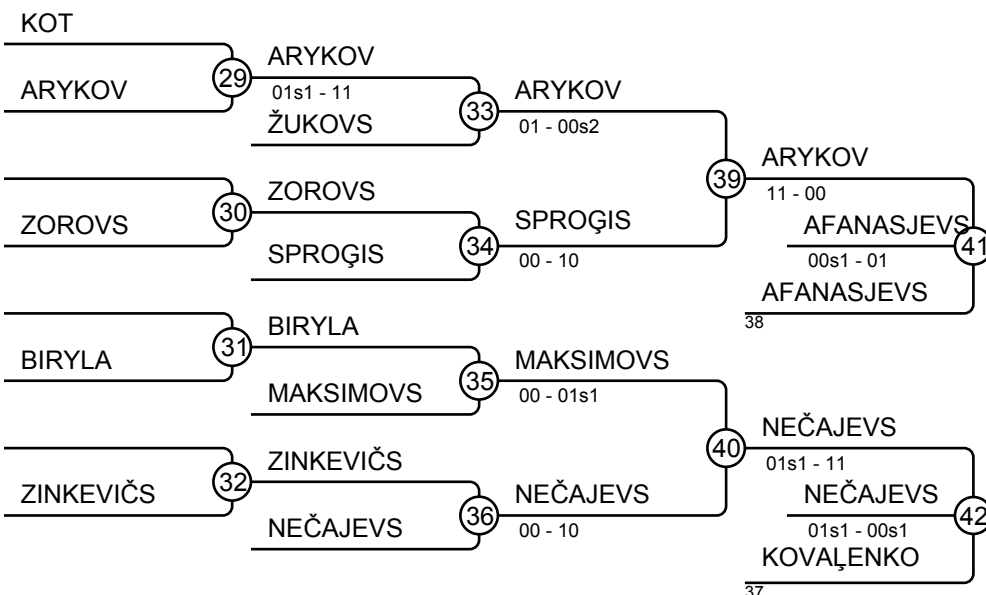 KOT
ARYKOV
29
ARYKOV
01s1 - 11
ŽUKOVS
33
ARYKOV
01 - 00s2
39
ARYKOV
11 - 00
ZOROVS
30
ZOROVS
SPROĢIS
34
SPROĢIS
00 - 10
AFANASJEVS
00s1 - 01
41
AFANASJEVS
38
BIRYLA
31
BIRYLA
MAKSIMOVS
35
MAKSIMOVS
00 - 01s1
40
NEČAJEVS
01s1 - 11
ZINKEVIČS
32
ZINKEVIČS
NEČAJEVS
36
NEČAJEVS
00 - 10
NEČAJEVS
01s1 - 00s1
42
KOVAĻENKO
37